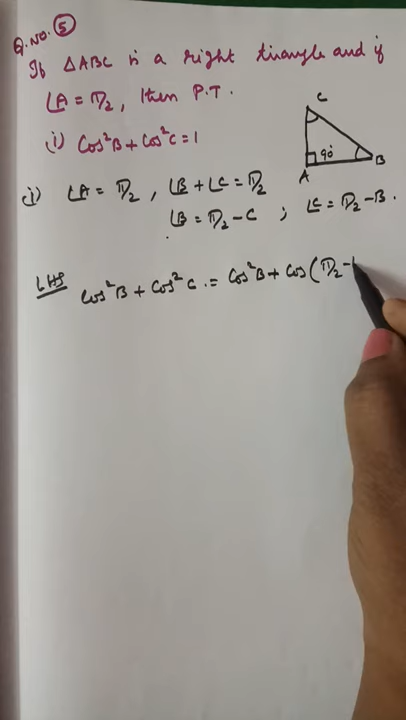 Q.NO. 5
If ΔABC is a right triangle and if
∠A = π/2, then P.T.
(i) Cos²B + Cos²C = 1
C
90°
A
B
(i) ∠A = π/2, ∠B + ∠C = π/2
∠B = π/2 - C ; ∠C = π/2 - B.
LHS
Cos²B + Cos²C. = Cos²B + Cos(π/2 -